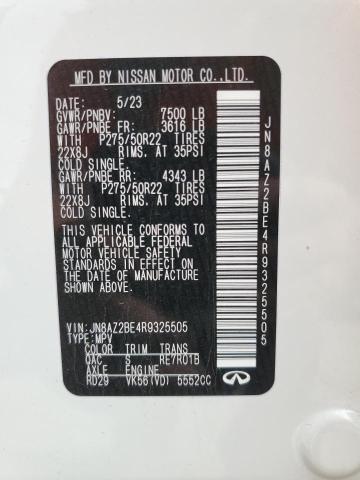 MFD BY NISSAN MOTOR CO.,LTD.
DATE: 5/23
GVWR/PNBV: 7500 LB
GAWR/PNBE FR: 3616 LB
WITH P275/50R22 TIRES
22X8J RIMS. AT 35PSI
COLD SINGLE.
GAWR/PNBE RR: 4343 LB
WITH P275/50R22 TIRES
22X8J RIMS. AT 35PSI
COLD SINGLE.
THIS VEHICLE CONFORMS TO
ALL APPLICABLE FEDERAL
MOTOR VEHICLE SAFETY
STANDARDS IN EFFECT ON
THE DATE OF MANUFACTURE
SHOWN ABOVE.
VIN: JN8AZ2BE4R9325505
TYPE: MPV
COLOR TRIM TRANS
QAC S RE7R01B
AXLE ENGINE
RD29 VK56(VD) 5552CC
JN8AZ2BE4R9325505